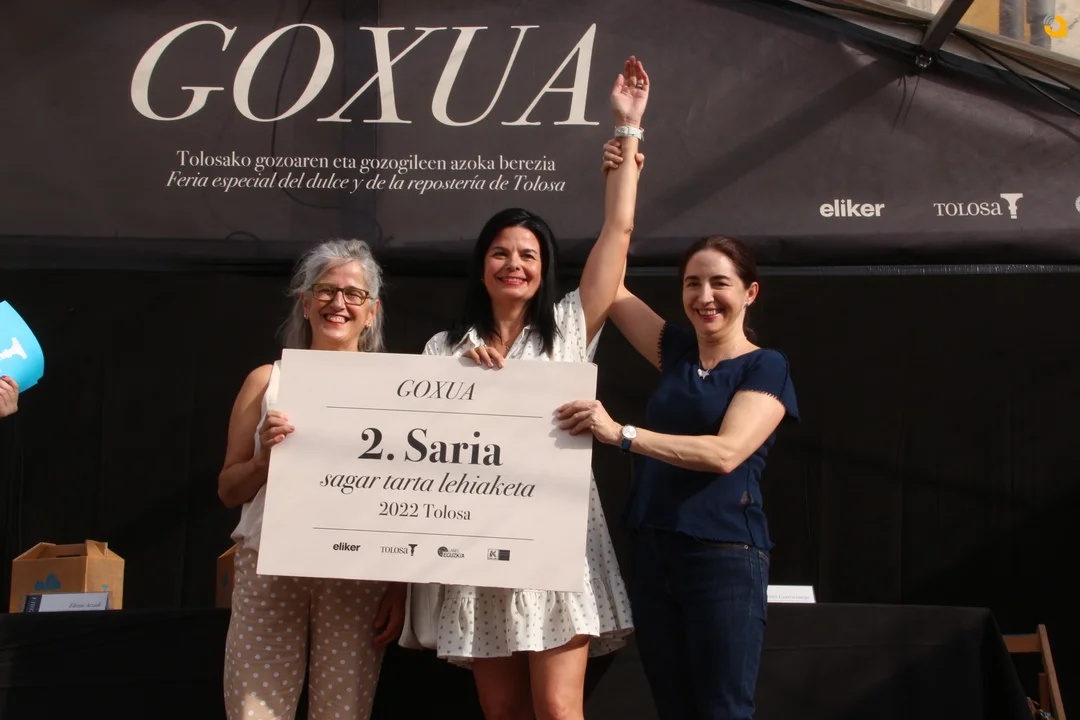 GOXUA
Tolosako gozoaren eta gozogileen azoka berezia
Feria especial del dulce y de la repostería de Tolosa
eliker
TOLOSA
GOXUA
2. Saria
sagar tarta lehiaketa
2022 Tolosa
eliker
TOLOSA
EGUZKIA